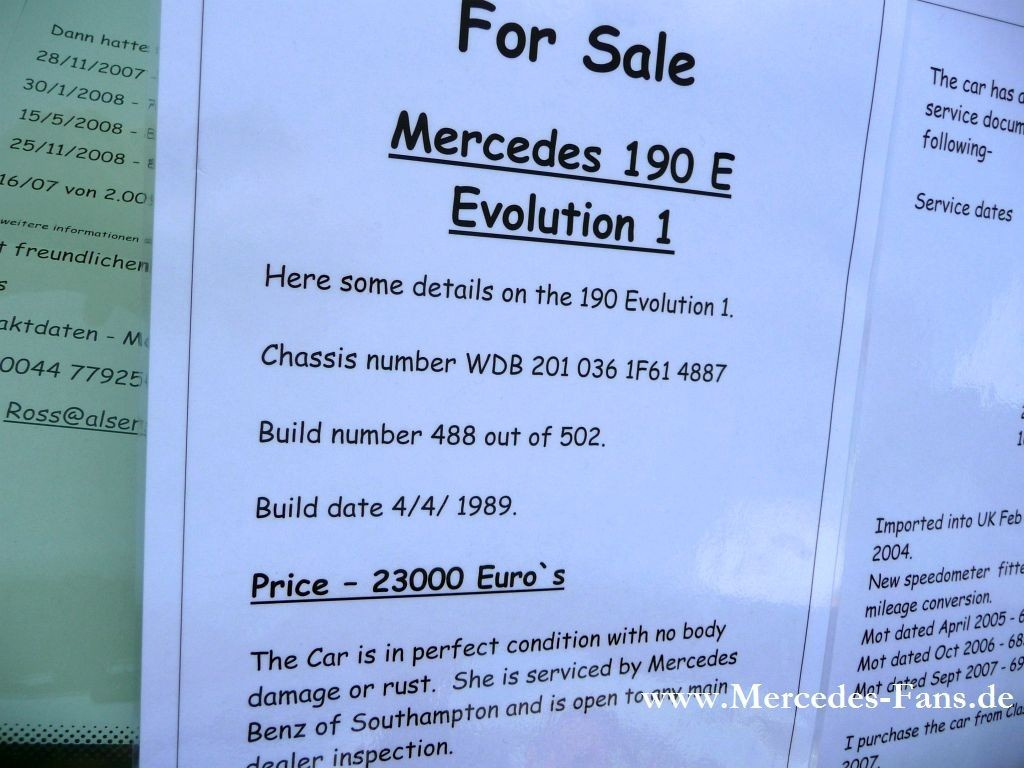 Dann hatte
28/11/2007 -
30/1/2008 -
15/5/2008 -
25/11/2008 -
16/07 von 2.00
weitere informationen
freundlichen
aktdaten -
0044 77925
Ross@alser
For Sale
Mercedes 190 E
Evolution 1
Here some details on the 190 Evolution 1.
Chassis number WDB 201 036 1F61 4887
Build number 488 out of 502.
Build date 4/4/ 1989.
Price – 23000 Euro`s
The Car is in perfect condition with no body
damage or rust. She is serviced by Mercedes
Benz of Southampton and is open to any main
dealer inspection.
The car has a
service docum
following-
Service dates
Imported into UK Feb
2004.
New speedometer fitte
mileage conversion.
Mot dated April 2005 - 6
Mot dated Oct 2006 - 68
Mot dated Sept 2007 - 69
I purchase the car from Clas
2007.
www.Mercedes-Fans.de